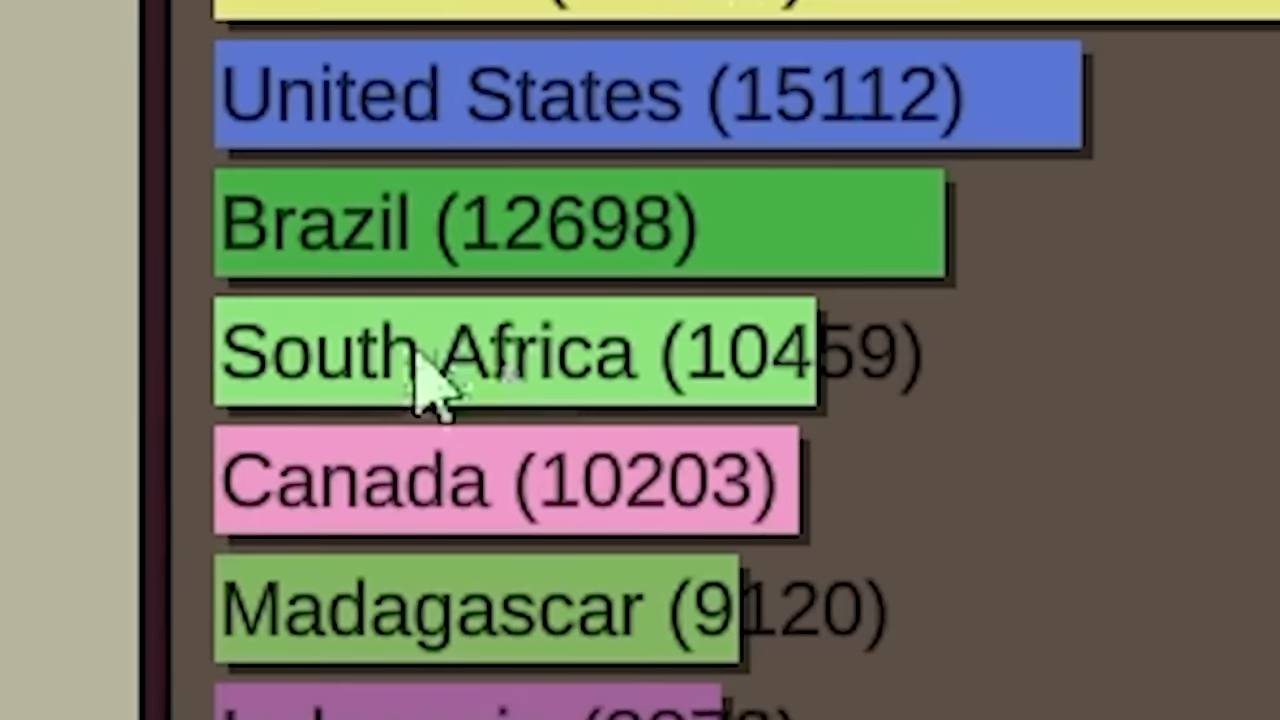 United States (15112)
Brazil (12698)
South Africa (10459)
Canada (10203)
Madagascar (9120)